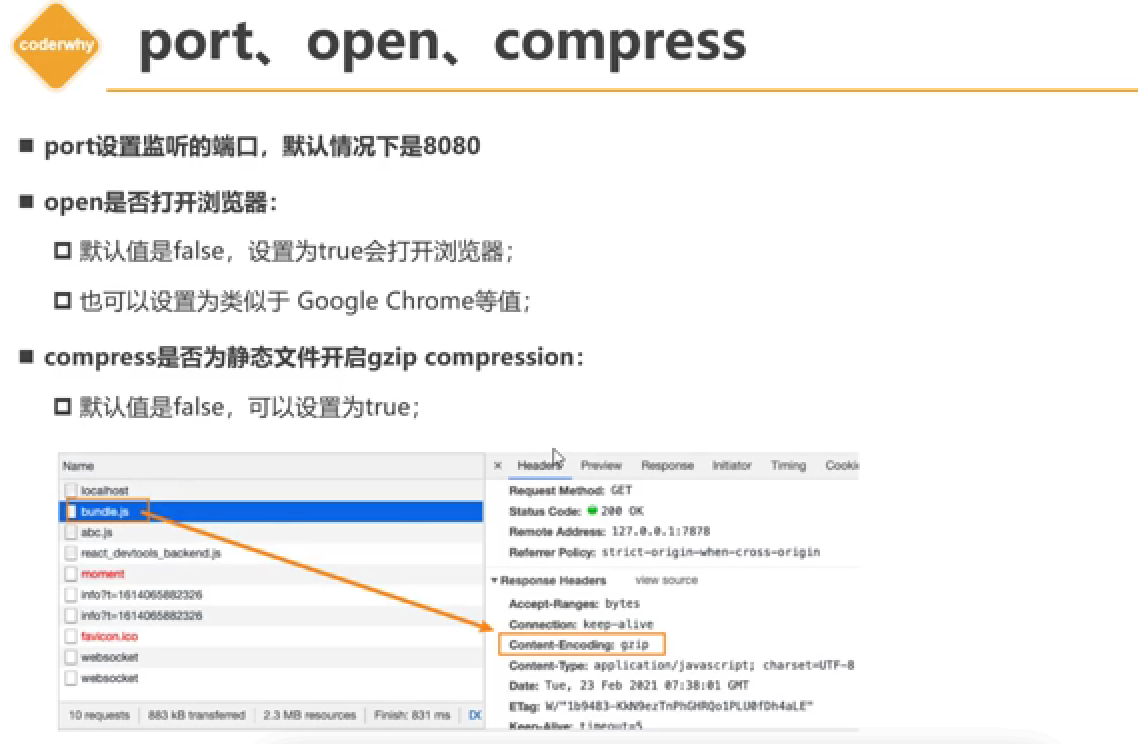 coderwhy
port、open、compress
port设置监听的端口，默认情况下是8080
open是否打开浏览器：
默认值是false，设置为true会打开浏览器；
也可以设置为类似于 Google Chrome等值；
compress是否为静态文件开启gzip compression：
默认值是false，可以设置为true；
Name
localhost
bundle.js
abc.js
react_devtools_backend.js
moment
info?t=1614065882326
info?t=1614065882326
favicon.ico
websocket
websocket
10 requests
883 kB transferred
2.3 MB resources
Finish: 831 ms
× Headers Preview Response Initiator Timing
Request Method: GET
Status Code: 200 OK
Remote Address: 127.0.0.1:7878
Referrer Policy: strict-origin-when-cross-origin
Response Headers view source
Accept-Ranges: bytes
Connection: keep-alive
Content-Encoding: gzip
Content-Type: application/javascript; charset=UTF-8
Date: Tue, 23 Feb 2021 07:38:01 GMT
ETag:
Keep-Alive: timeout=5